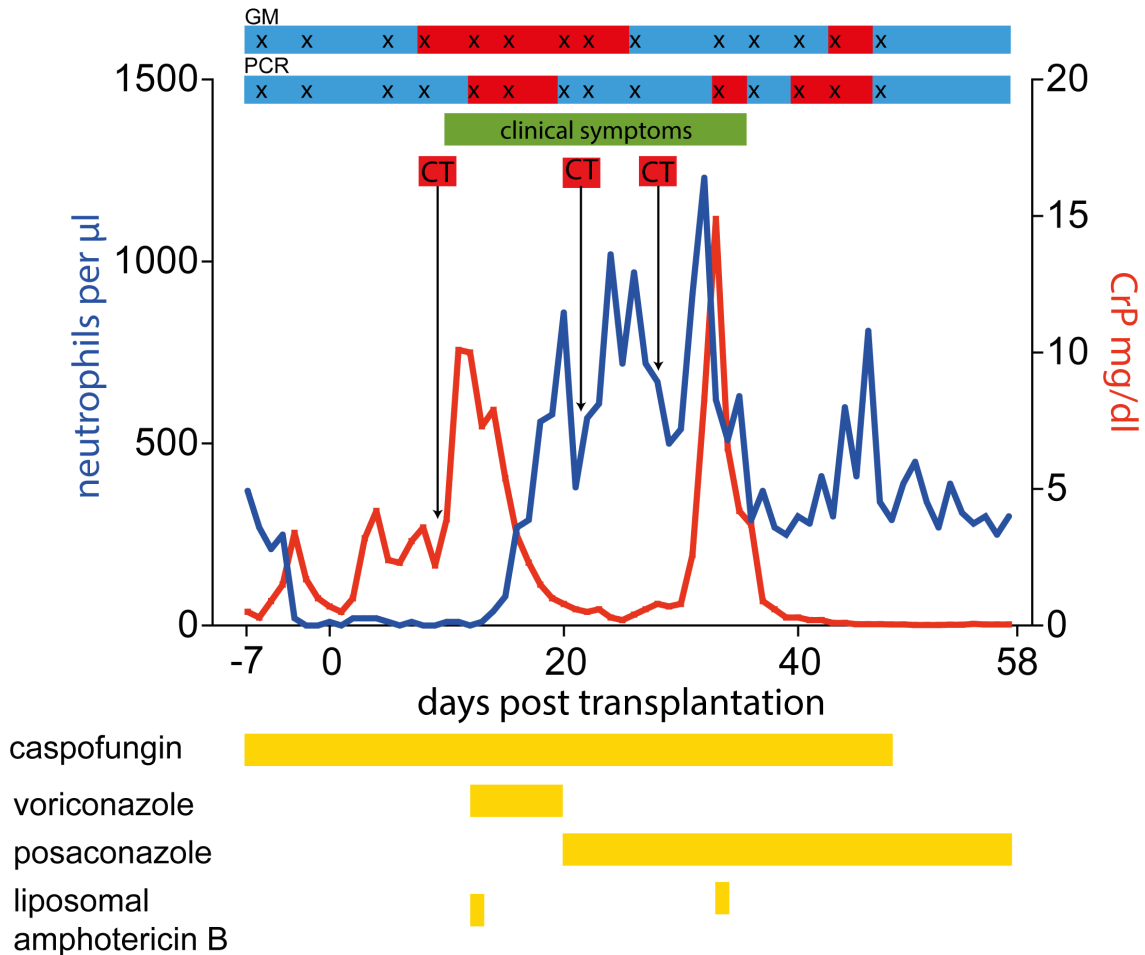 GM
x x x x x x x x x x x x x x
PCR
x x x x x x x x x x x x x x
clinical symptoms
CT CT CT
1500
1000
500
0
neutrophils per µl
20
15
10
5
0
CrP mg/dl
-7 0 20 40 58
days post transplantation
caspofungin
voriconazole
posaconazole
liposomal
amphotericin B